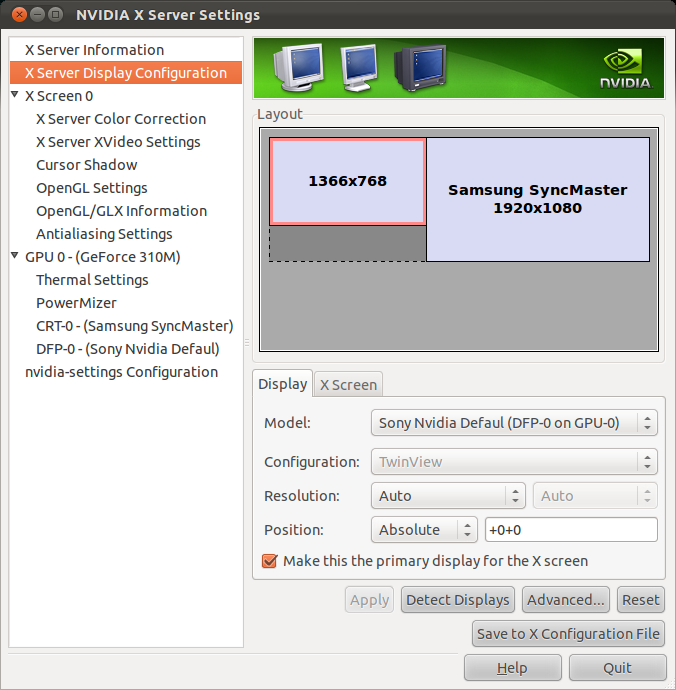 NVIDIA X Server Settings
X Server Information
X Server Display Configuration
X Screen 0
X Server Color Correction
X Server XVideo Settings
Cursor Shadow
OpenGL Settings
OpenGL/GLX Information
Antialiasing Settings
GPU 0 - (GeForce 310M)
Thermal Settings
PowerMizer
CRT-0 - (Samsung SyncMaster)
DFP-0 - (Sony Nvidia Defaul)
nvidia-settings Configuration
NVIDIA.
Layout
1366x768
Samsung SyncMaster
1920x1080
Display
X Screen
Model: Sony Nvidia Defaul (DFP-0 on GPU-0)
Configuration: TwinView
Resolution: Auto Auto
Position: Absolute +0+0
Make this the primary display for the X screen
Apply Detect Displays Advanced... Reset
Save to X Configuration File
Help Quit